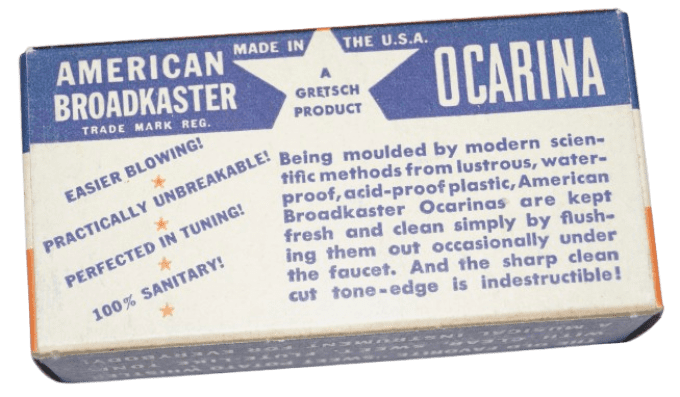 AMERICAN
BROADKASTER
TRADE MARK REG.
MADE IN THE U.S.A.
A
GRETSCH
PRODUCT
OCARINA
EASIER BLOWING!
PRACTICALLY UNBREAKABLE!
PERFECTED IN TUNING!
100% SANITARY!
Being moulded by modern scien-
tific methods from lustrous, water-
proof, acid-proof plastic, American
Broadkaster Ocarinas are kept
fresh and clean simply by flush-
ing them out occasionally under
the faucet. And the sharp clean
cut tone-edge is indestructible!